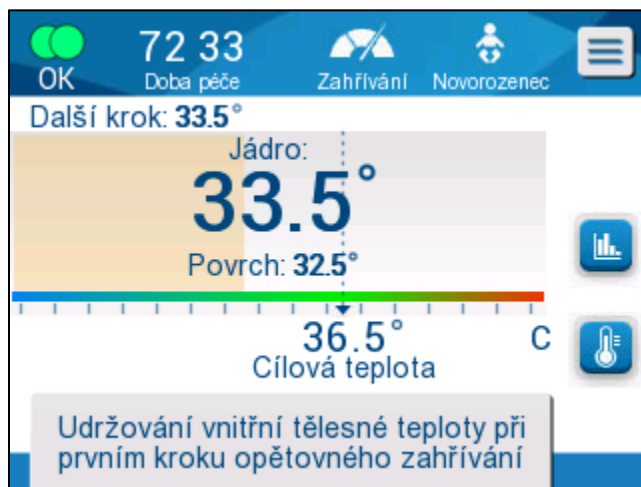 OK
72 33
Doba péče
Zahřívání
Novorozenec
Další krok: 33.5°
Jádro:
33.5°
Povrch: 32.5°
36.5°
C
Cílová teplota
Udržování vnitřní tělesné teploty při
prvním kroku opětovného zahřívání